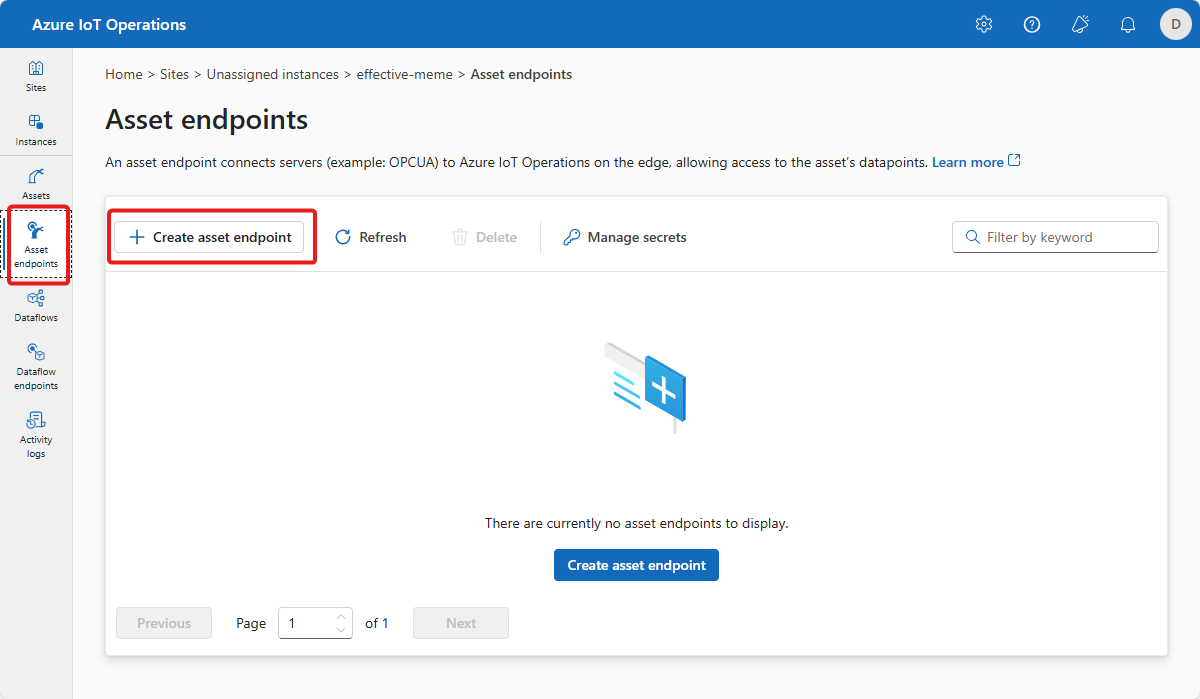 Azure IoT Operations
D
Sites
Instances
Assets
Asset
endpoints
Dataflows
Dataflow
endpoints
Activity
logs
Home > Sites > Unassigned instances > effective-meme > Asset endpoints
Asset endpoints
An asset endpoint connects servers (example: OPCUA) to Azure IoT Operations on the edge, allowing access to the asset's datapoints. Learn more
Create asset endpoint
Refresh
Delete
Manage secrets
Filter by keyword
There are currently no asset endpoints to display.
Create asset endpoint
Previous
Page 1 of 1
Next